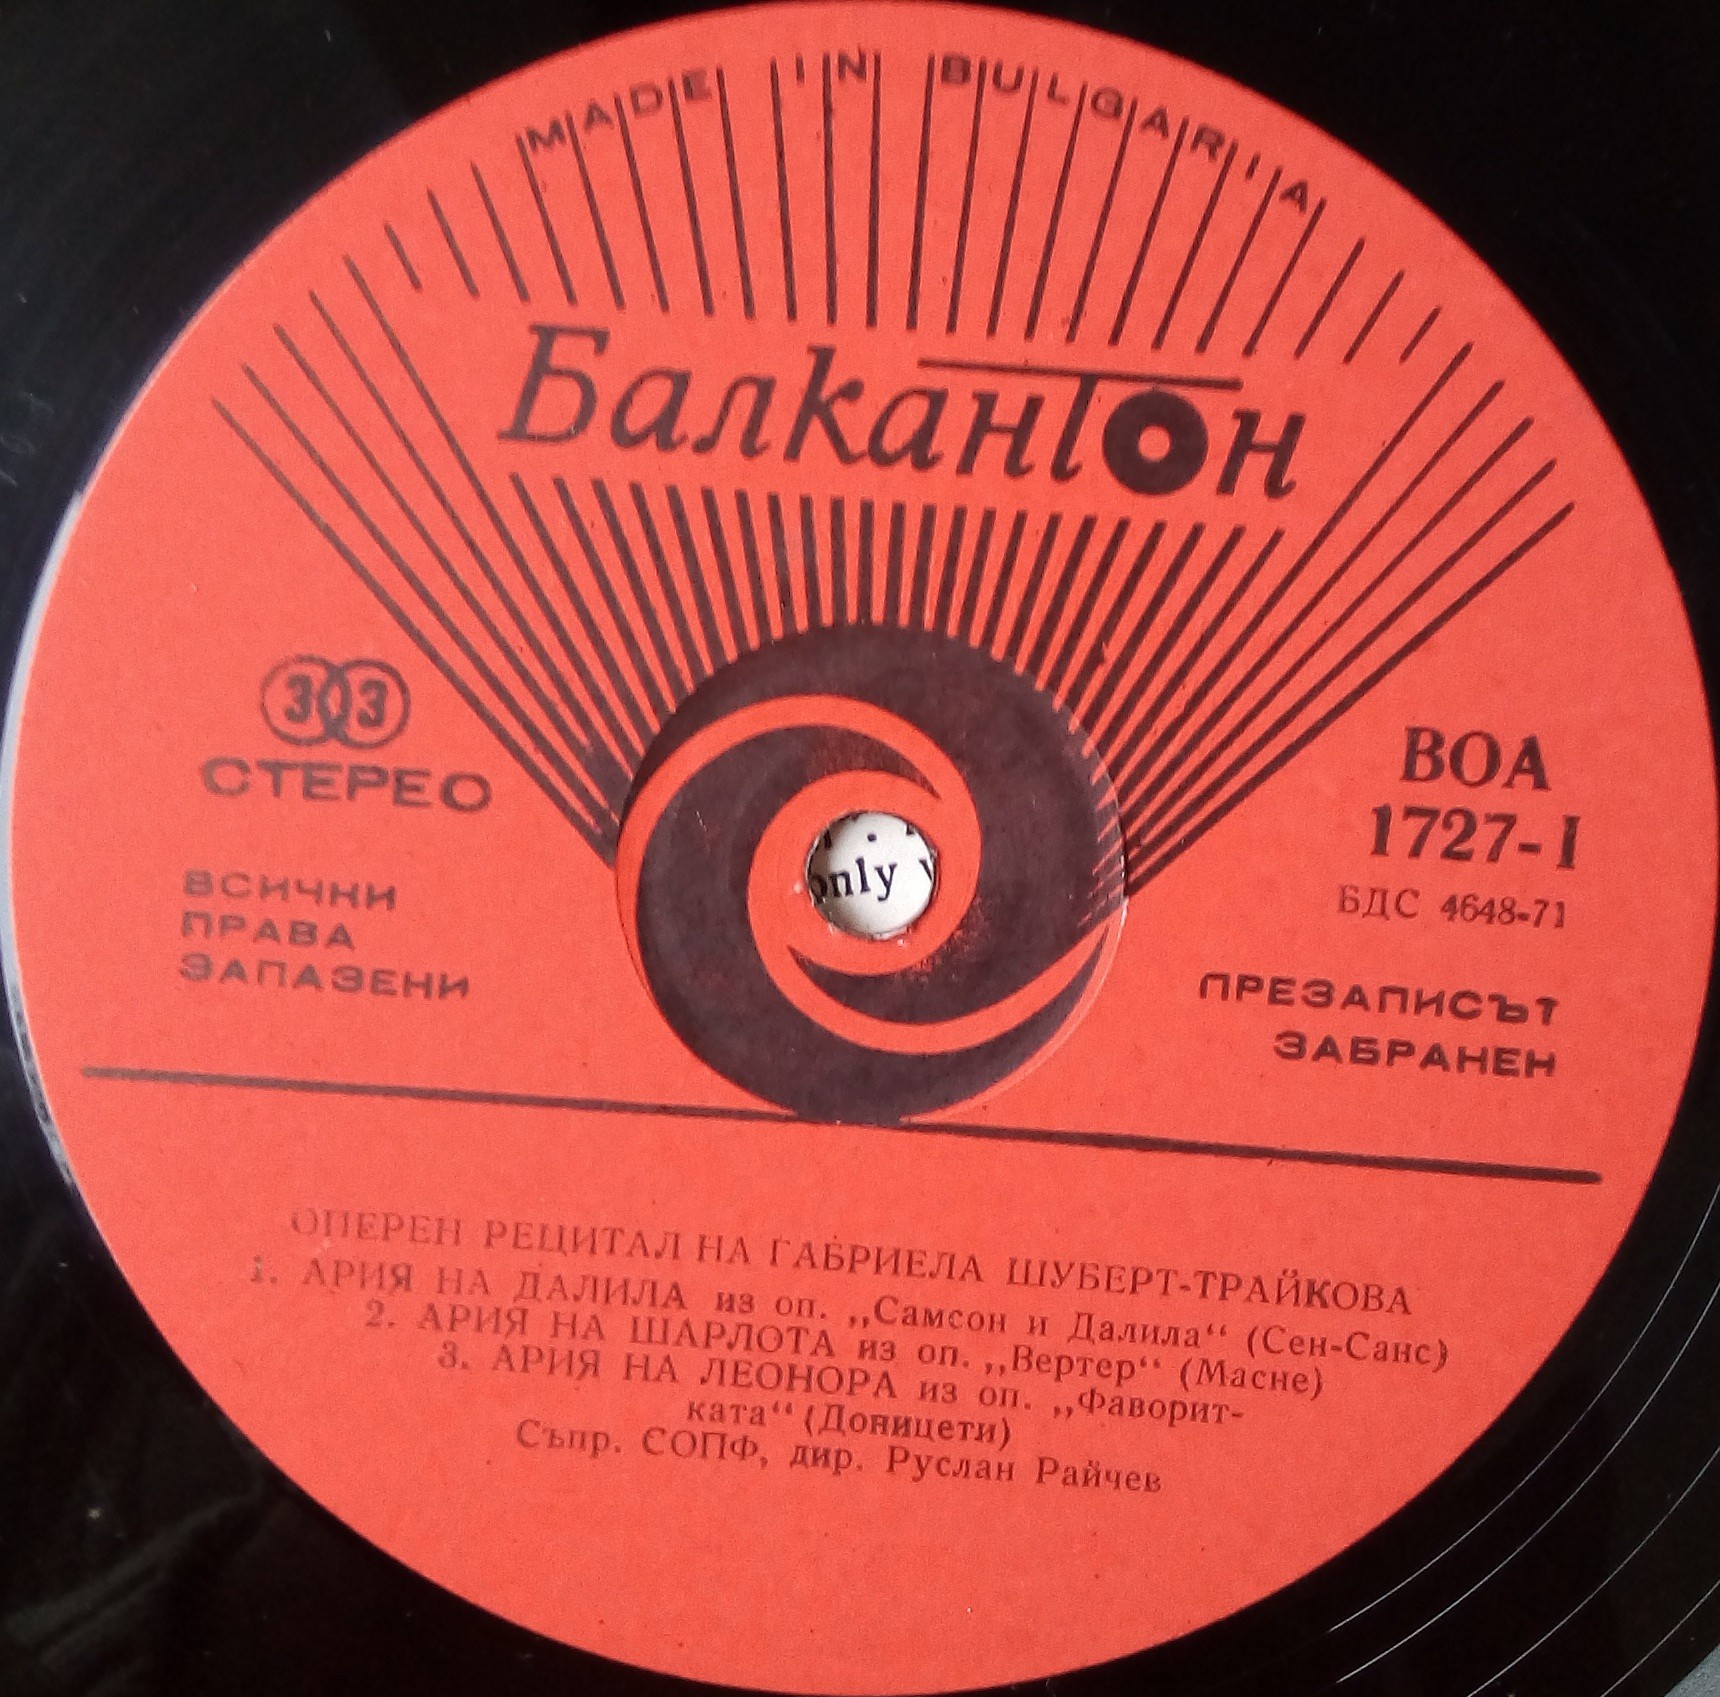 MADE IN BULGARIA
Балкантон
33
СТЕРЕО
ВСИЧКИ
ПРАВА
ЗАПАЗЕНИ
ВОА
1727-I
БДС 4648-71
ПРЕЗАПИСЪТ
ЗАБРАНЕН
only
ОПЕРЕН РЕЦИТАЛ НА ГАБРИЕЛА ШУБЕРТ-ТРАЙКОВА
1. АРИЯ НА ДАЛИЛА из оп. „Самсон и Далила“ (Сен-Санс)
2. АРИЯ НА ШАРЛОТА из оп. „Вертер“ (Масне)
3. АРИЯ НА ЛЕОНОРА из оп. „Фаворит-
ката“ (Доницети)
Съпр. СОПФ, дир. Руслан Райчев